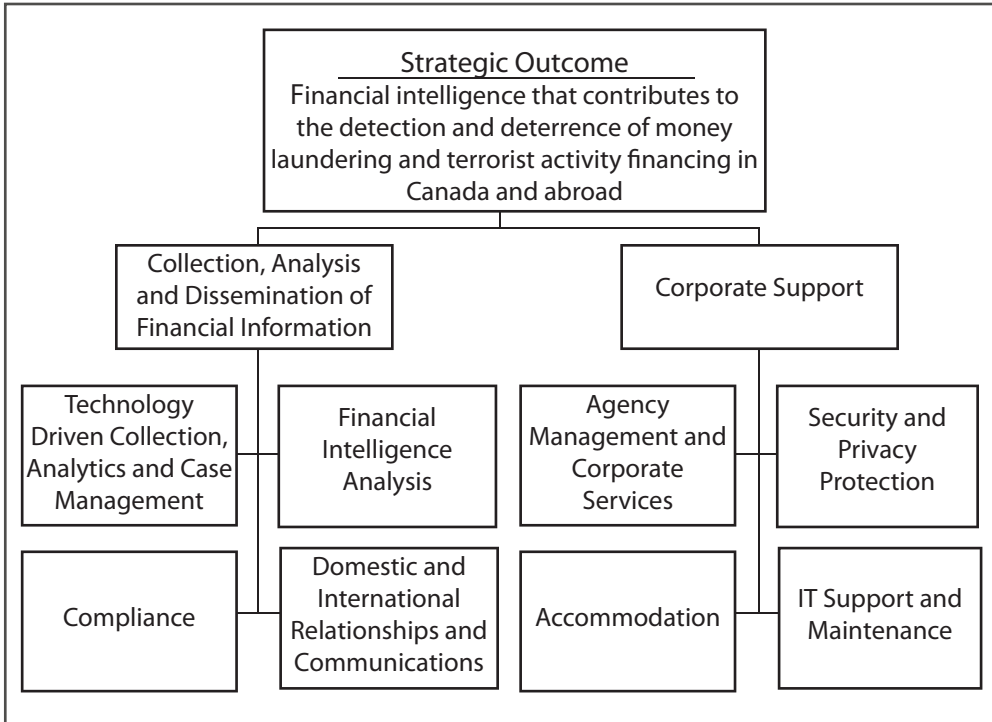 Strategic Outcome
Financial intelligence that contributes to
the detection and deterrence of money
laundering and terrorist activity financing in
Canada and abroad
Collection, Analysis
and Dissemination of
Financial Information
Corporate Support
Technology
Driven Collection,
Analytics and Case
Management
Financial
Intelligence
Analysis
Agency
Management and
Corporate
Services
Security and
Privacy
Protection
Compliance
Domestic and
International
Relationships and
Communications
Accommodation
IT Support and
Maintenance